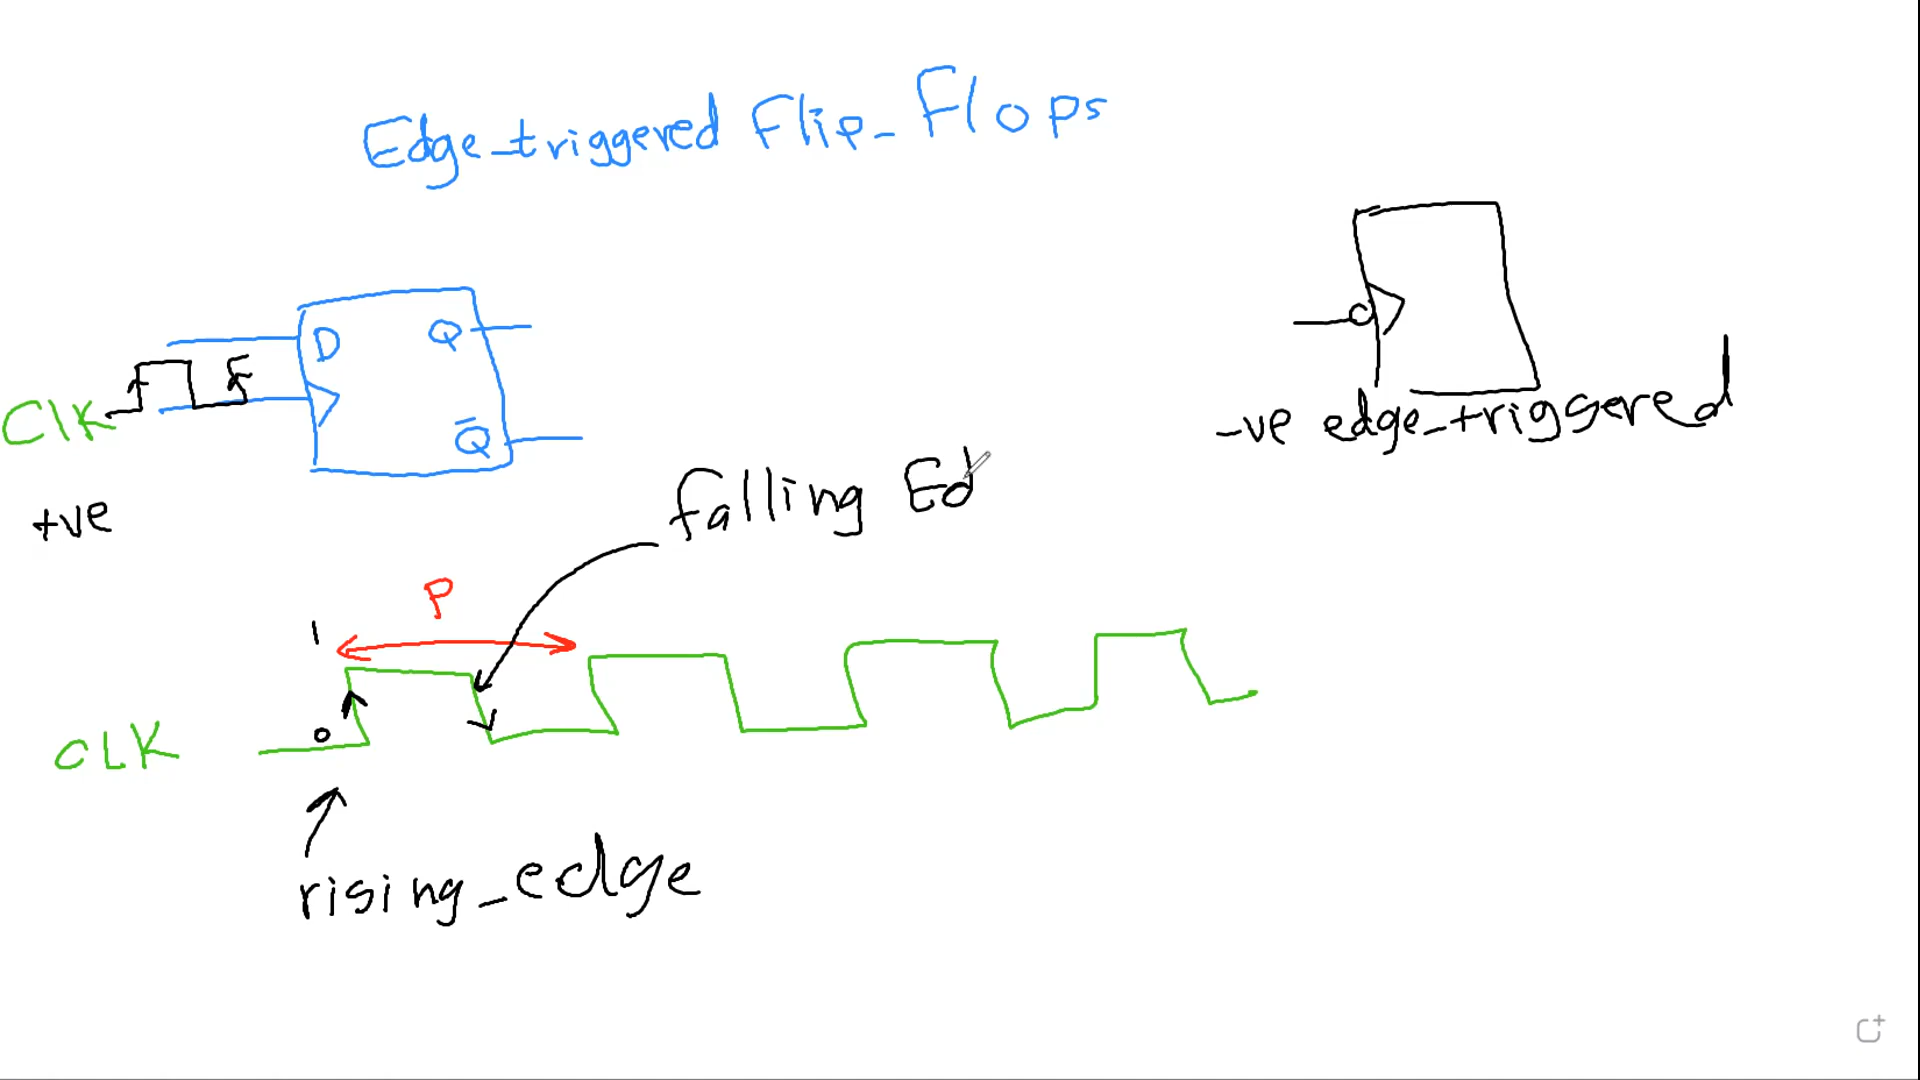 Edge_triggered Flip_Flops
D Q
CLK
Q̅
-ve edge_triggered
+ve
falling Ed
P
1
0
CLK
rising_edge